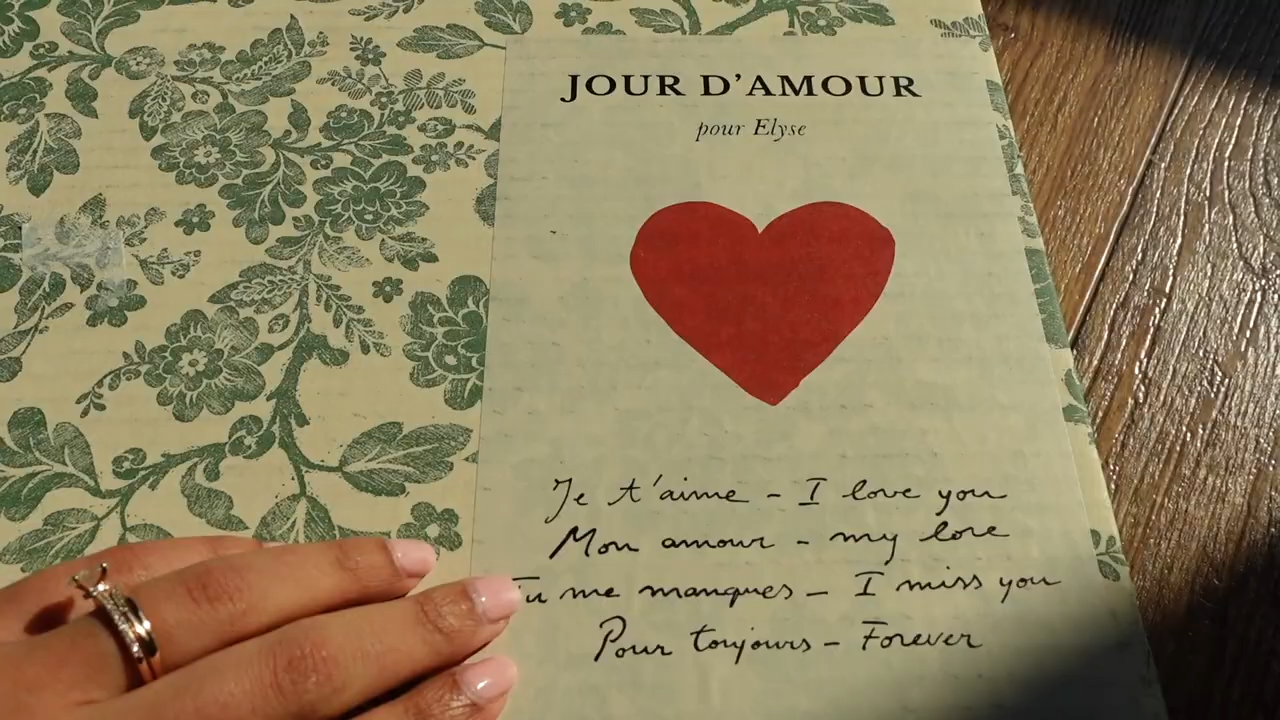 JOUR D’AMOUR
pour Elyse
Je t'aime - I love you
Mon amour - my love
Tu me manques - I miss you
Pour toujours - Forever